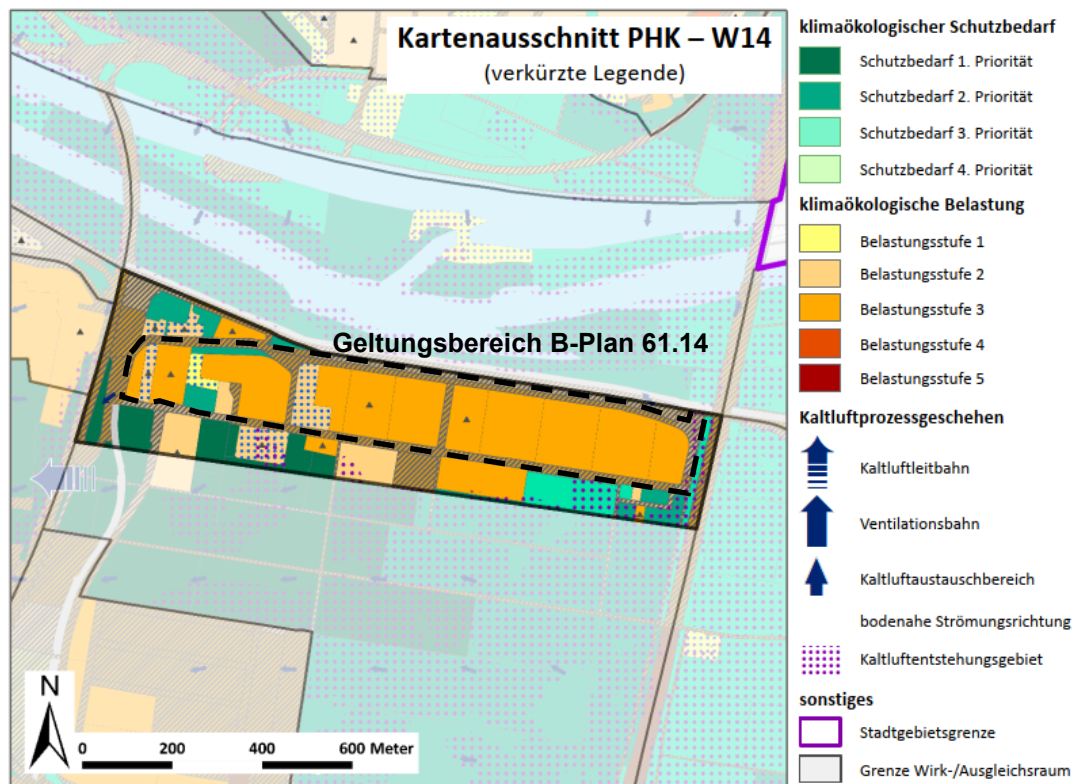 Kartenausschnitt PHK – W14
(verkürzte Legende)
Geltungsbereich B-Plan 61.14
N
0 200 400 600 Meter
klimaökologischer Schutzbedarf
Schutzbedarf 1. Priorität
Schutzbedarf 2. Priorität
Schutzbedarf 3. Priorität
Schutzbedarf 4. Priorität
klimaökologische Belastung
Belastungsstufe 1
Belastungsstufe 2
Belastungsstufe 3
Belastungsstufe 4
Belastungsstufe 5
Kaltluftprozessgeschehen
Kaltluftleitbahn
Ventilationsbahn
Kaltluftaustauschbereich
bodennahe Strömungsrichtung
Kaltluftentstehungsgebiet
sonstiges
Stadtgebietsgrenze
Grenze Wirk-/Ausgleichsraum